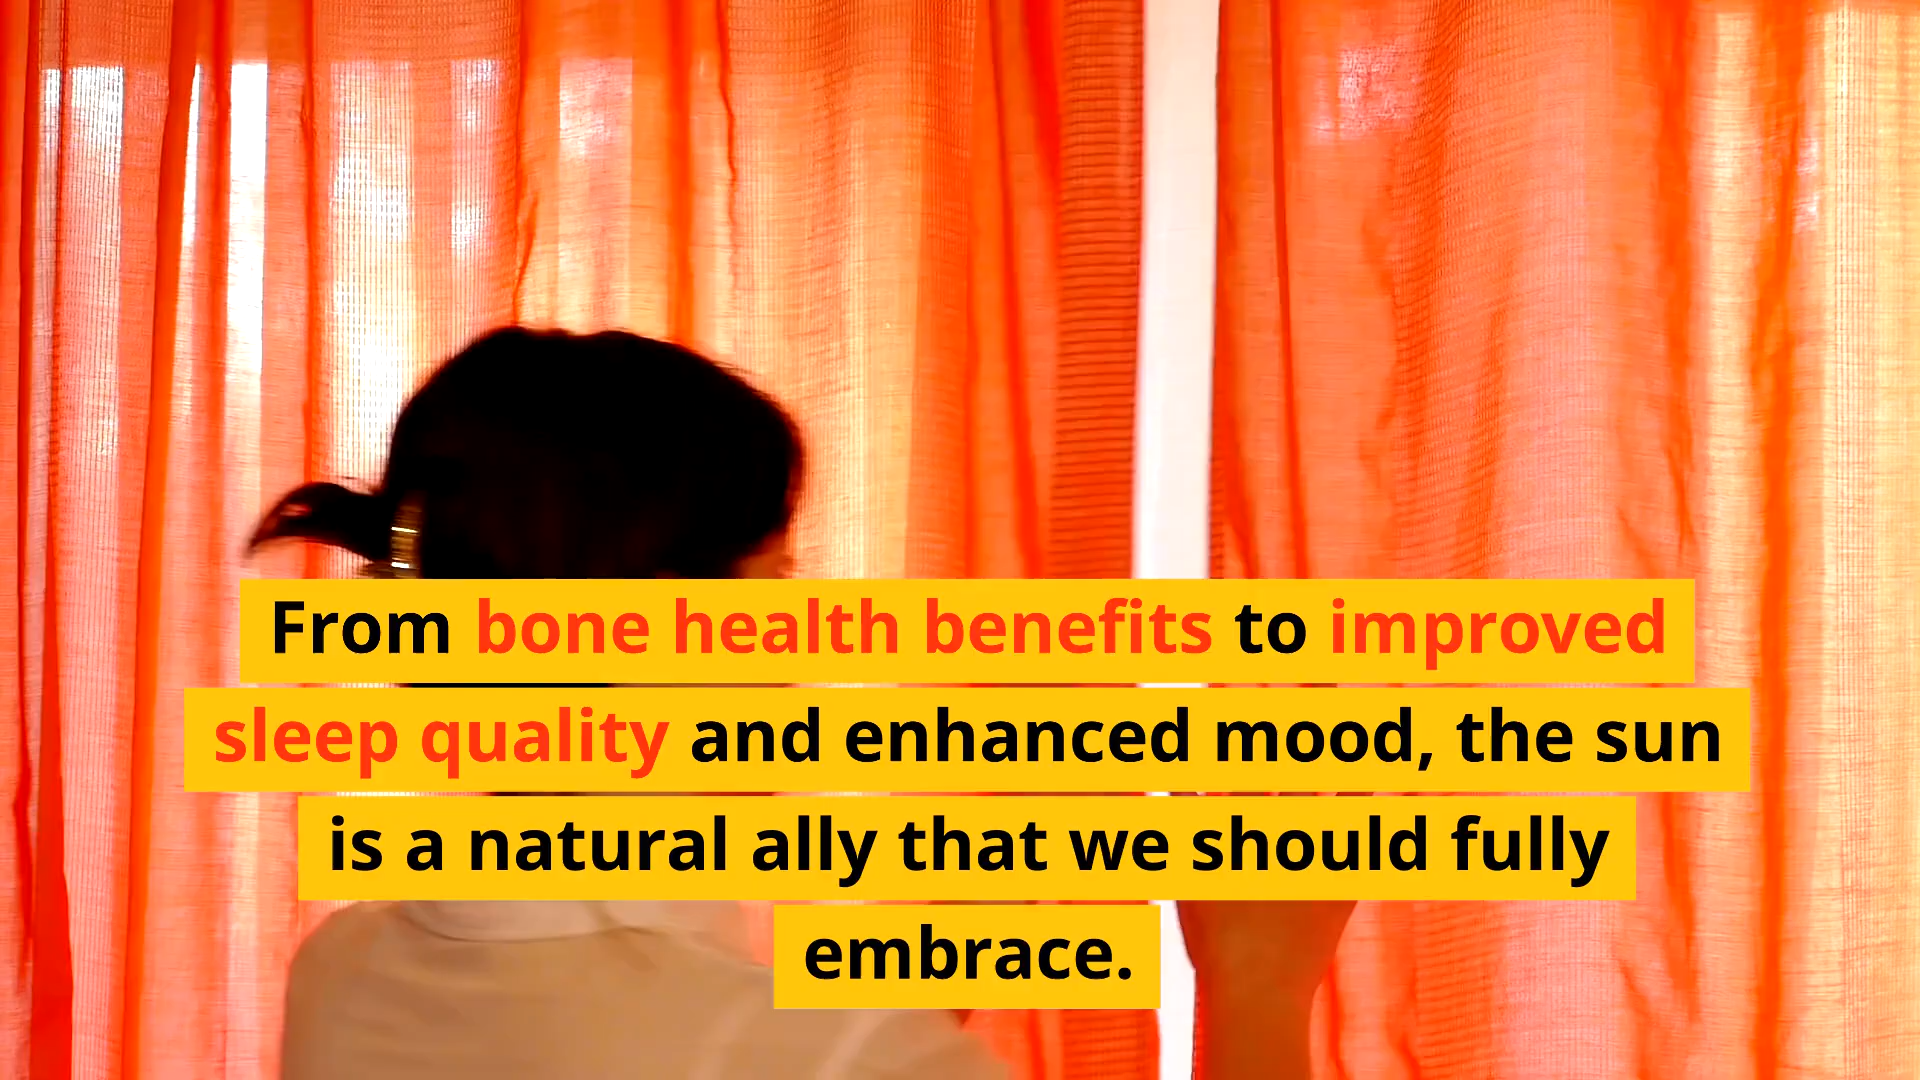 From bone health benefits to improved
sleep quality and enhanced mood, the sun
is a natural ally that we should fully
embrace.